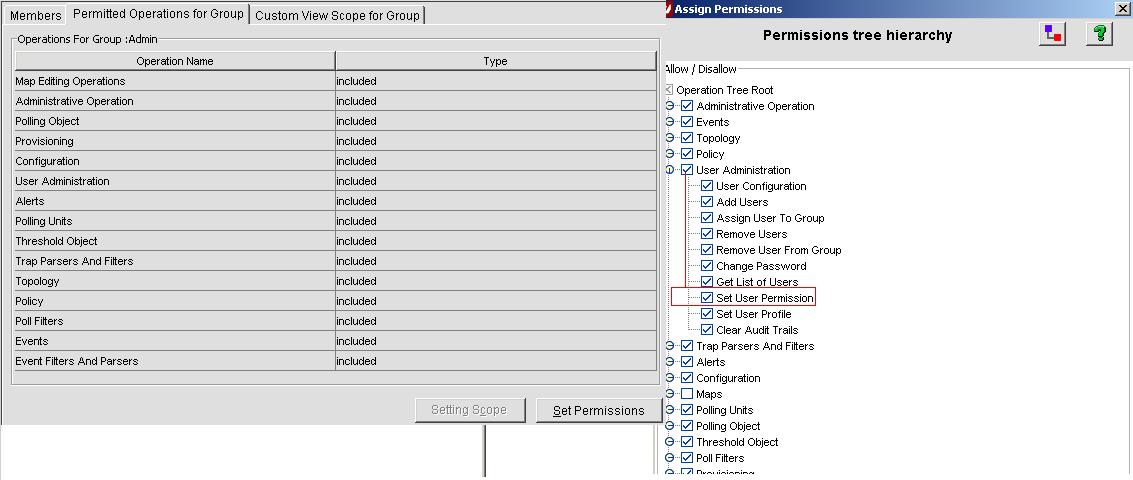 Members
Permitted Operations for Group
Custom View Scope for Group
Operations For Group :Admin
Operation Name Type
Map Editing Operations included
Administrative Operation included
Polling Object included
Provisioning included
Configuration included
User Administration included
Alerts included
Polling Units included
Threshold Object included
Trap Parsers And Filters included
Topology included
Policy included
Poll Filters included
Events included
Event Filters And Parsers included
Setting Scope
Set Permissions
Assign Permissions
Permissions tree hierarchy
?
Allow / Disallow
Operation Tree Root
Administrative Operation
Events
Topology
Policy
User Administration
User Configuration
Add Users
Assign User To Group
Remove Users
Remove User From Group
Change Password
Get List of Users
Set User Permission
Set User Profile
Clear Audit Trails
Trap Parsers And Filters
Alerts
Configuration
Maps
Polling Units
Polling Object
Threshold Object
Poll Filters
Provisioning